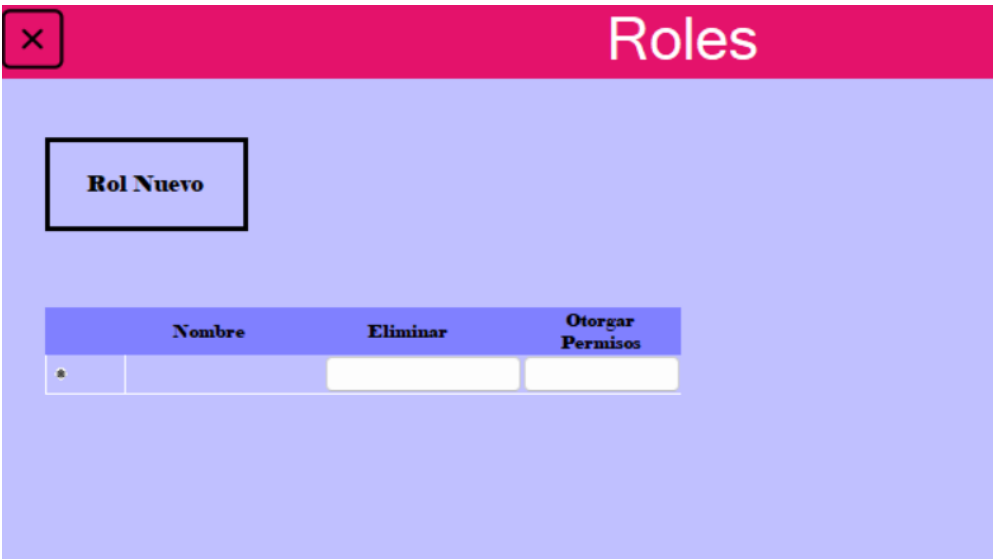 Roles
Rol Nuevo
Nombre
Eliminar
Otorgar
Permisos